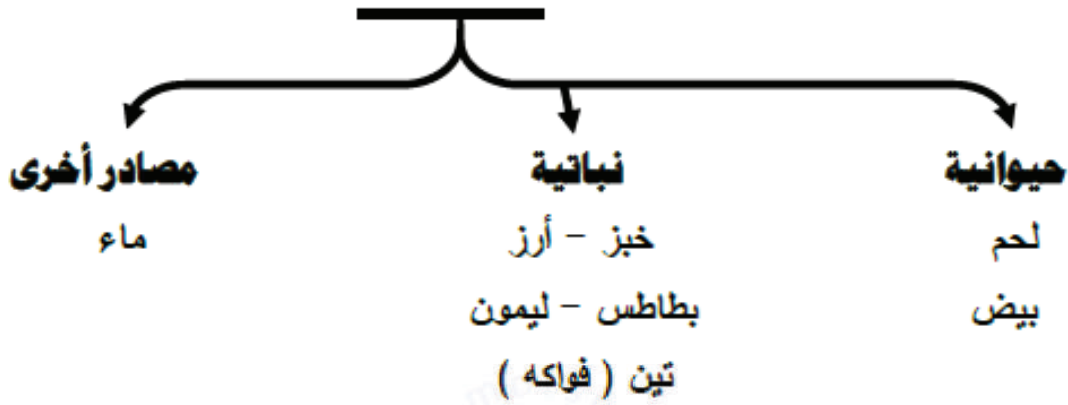 حيوانية
نباتية
مصادر أخرى
لحم
خبز – أرز
ماء
بيض
بطاطس – ليمون
تين ( فواكه )